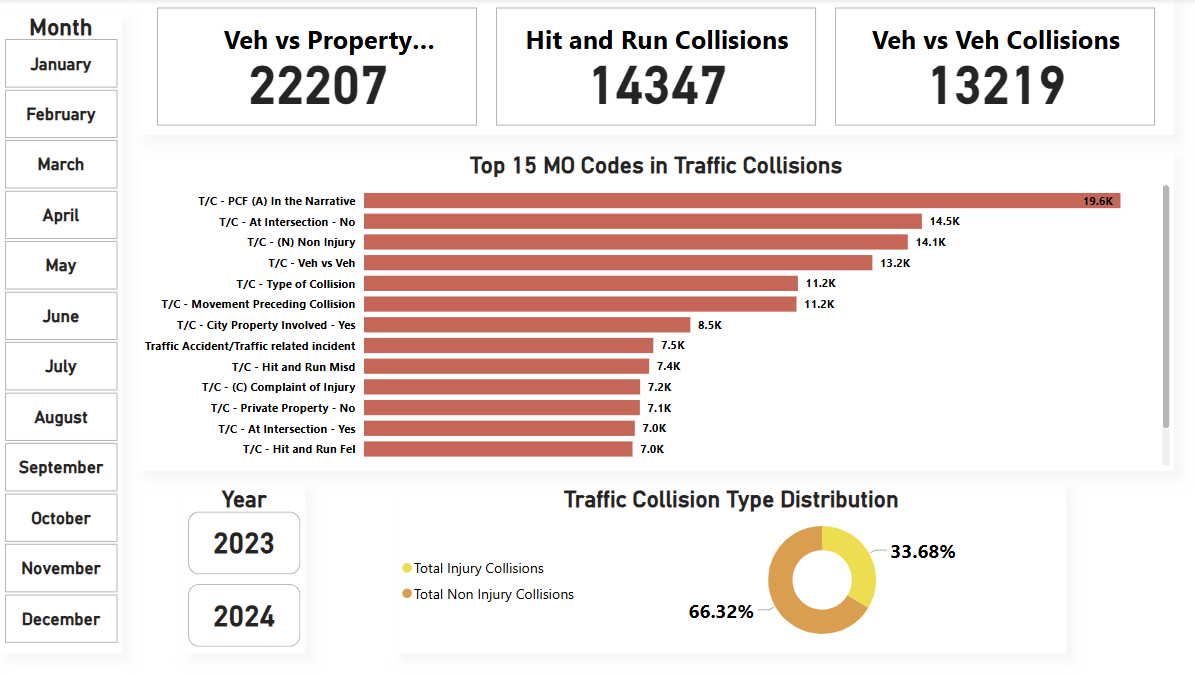 Month
January
February
March
April
May
June
July
August
September
October
November
December
Veh vs Property...
22207
Hit and Run Collisions
14347
Veh vs Veh Collisions
13219
Top 15 MO Codes in Traffic Collisions
T/C - PCF (A) In the Narrative 19.6K
T/C - At Intersection - No 14.5K
T/C - (N) Non Injury 14.1K
T/C - Veh vs Veh 13.2K
T/C - Type of Collision 11.2K
T/C - Movement Preceding Collision 11.2K
T/C - City Property Involved - Yes 8.5K
Traffic Accident/Traffic related incident 7.5K
T/C - Hit and Run Misd 7.4K
T/C - (C) Complaint of Injury 7.2K
T/C - Private Property - No 7.1K
T/C - At Intersection - Yes 7.0K
T/C - Hit and Run Fel 7.0K
Year
2023
2024
Traffic Collision Type Distribution
Total Injury Collisions
Total Non Injury Collisions
33.68%
66.32%